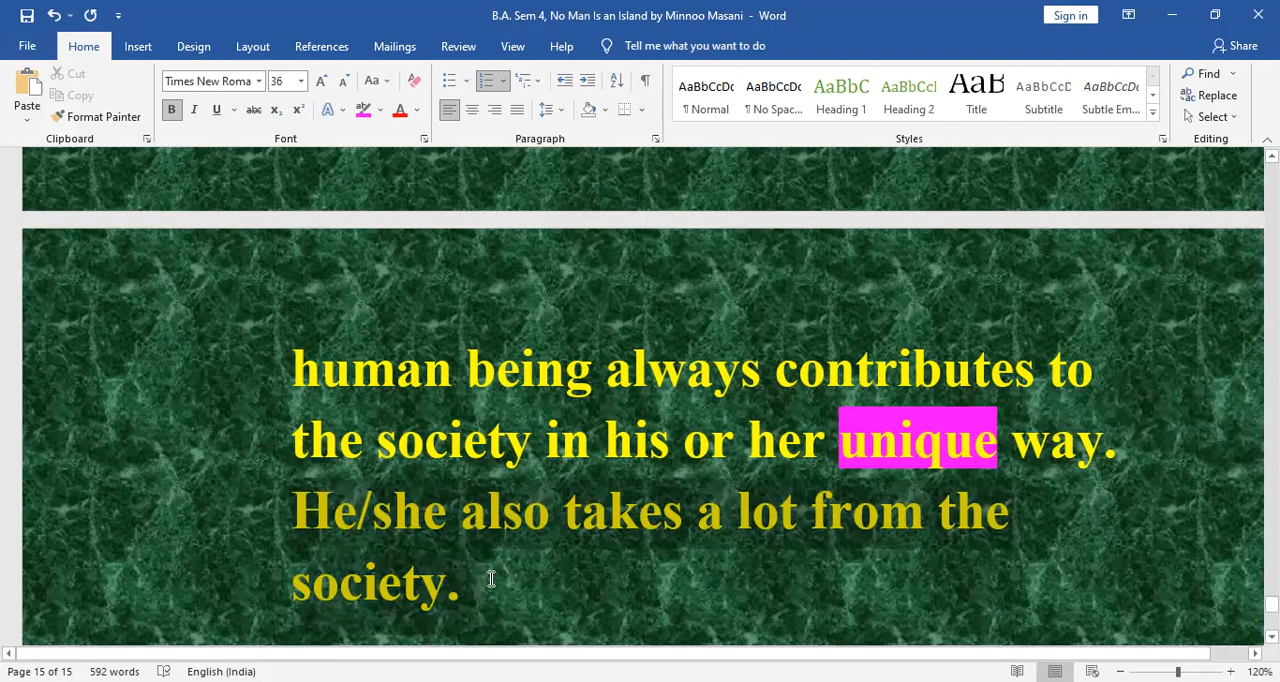 B.A. Sem 4, No Man Is an Island by Minnoo Masani - Word
Sign in
File Home Insert Design Layout References Mailings Review View Help Tell me what you want to do Share
Paste
Cut
Copy
Format Painter
Clipboard
Times New Roma 36
Font
Paragraph
AaBbCcDc AaBbCcDc AaBbC AaBbCcl AaB AaBbCcD AaBbCcD
¶ Normal ¶ No Spac... Heading 1 Heading 2 Title Subtitle Subtle Em...
Styles
Find
Replace
Select
Editing
human being always contributes to
the society in his or her unique way.
He/she also takes a lot from the
society.
Page 15 of 15 592 words English (India) 120%